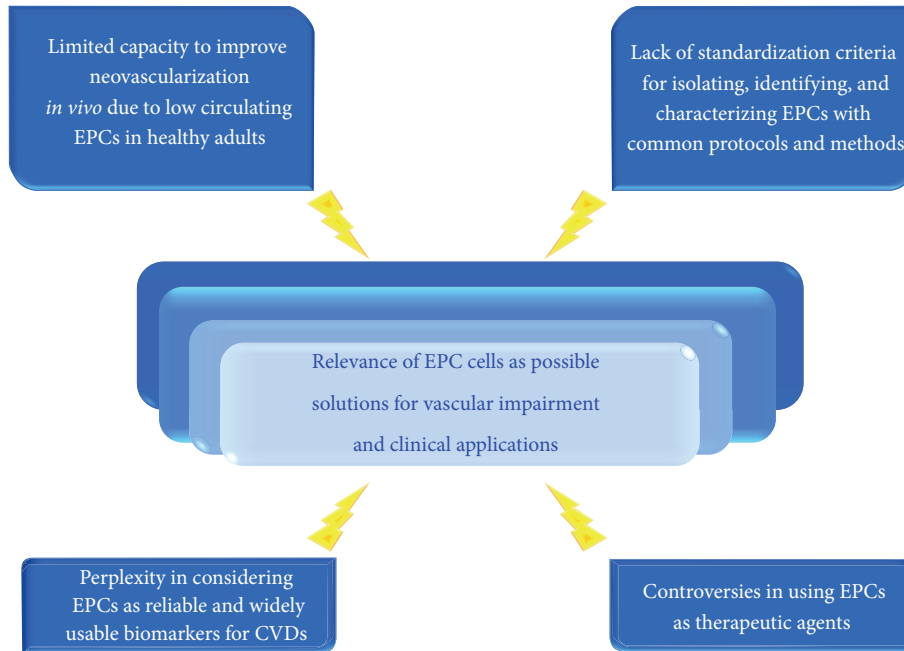 Limited capacity to improve
neovascularization
in vivo due to low circulating
EPCs in healthy adults
Lack of standardization criteria
for isolating, identifying, and
characterizing EPCs with
common protocols and methods
Relevance of EPC cells as possible
solutions for vascular impairment
and clinical applications
Perplexity in considering
EPCs as reliable and widely
usable biomarkers for CVDs
Controversies in using EPCs
as therapeutic agents